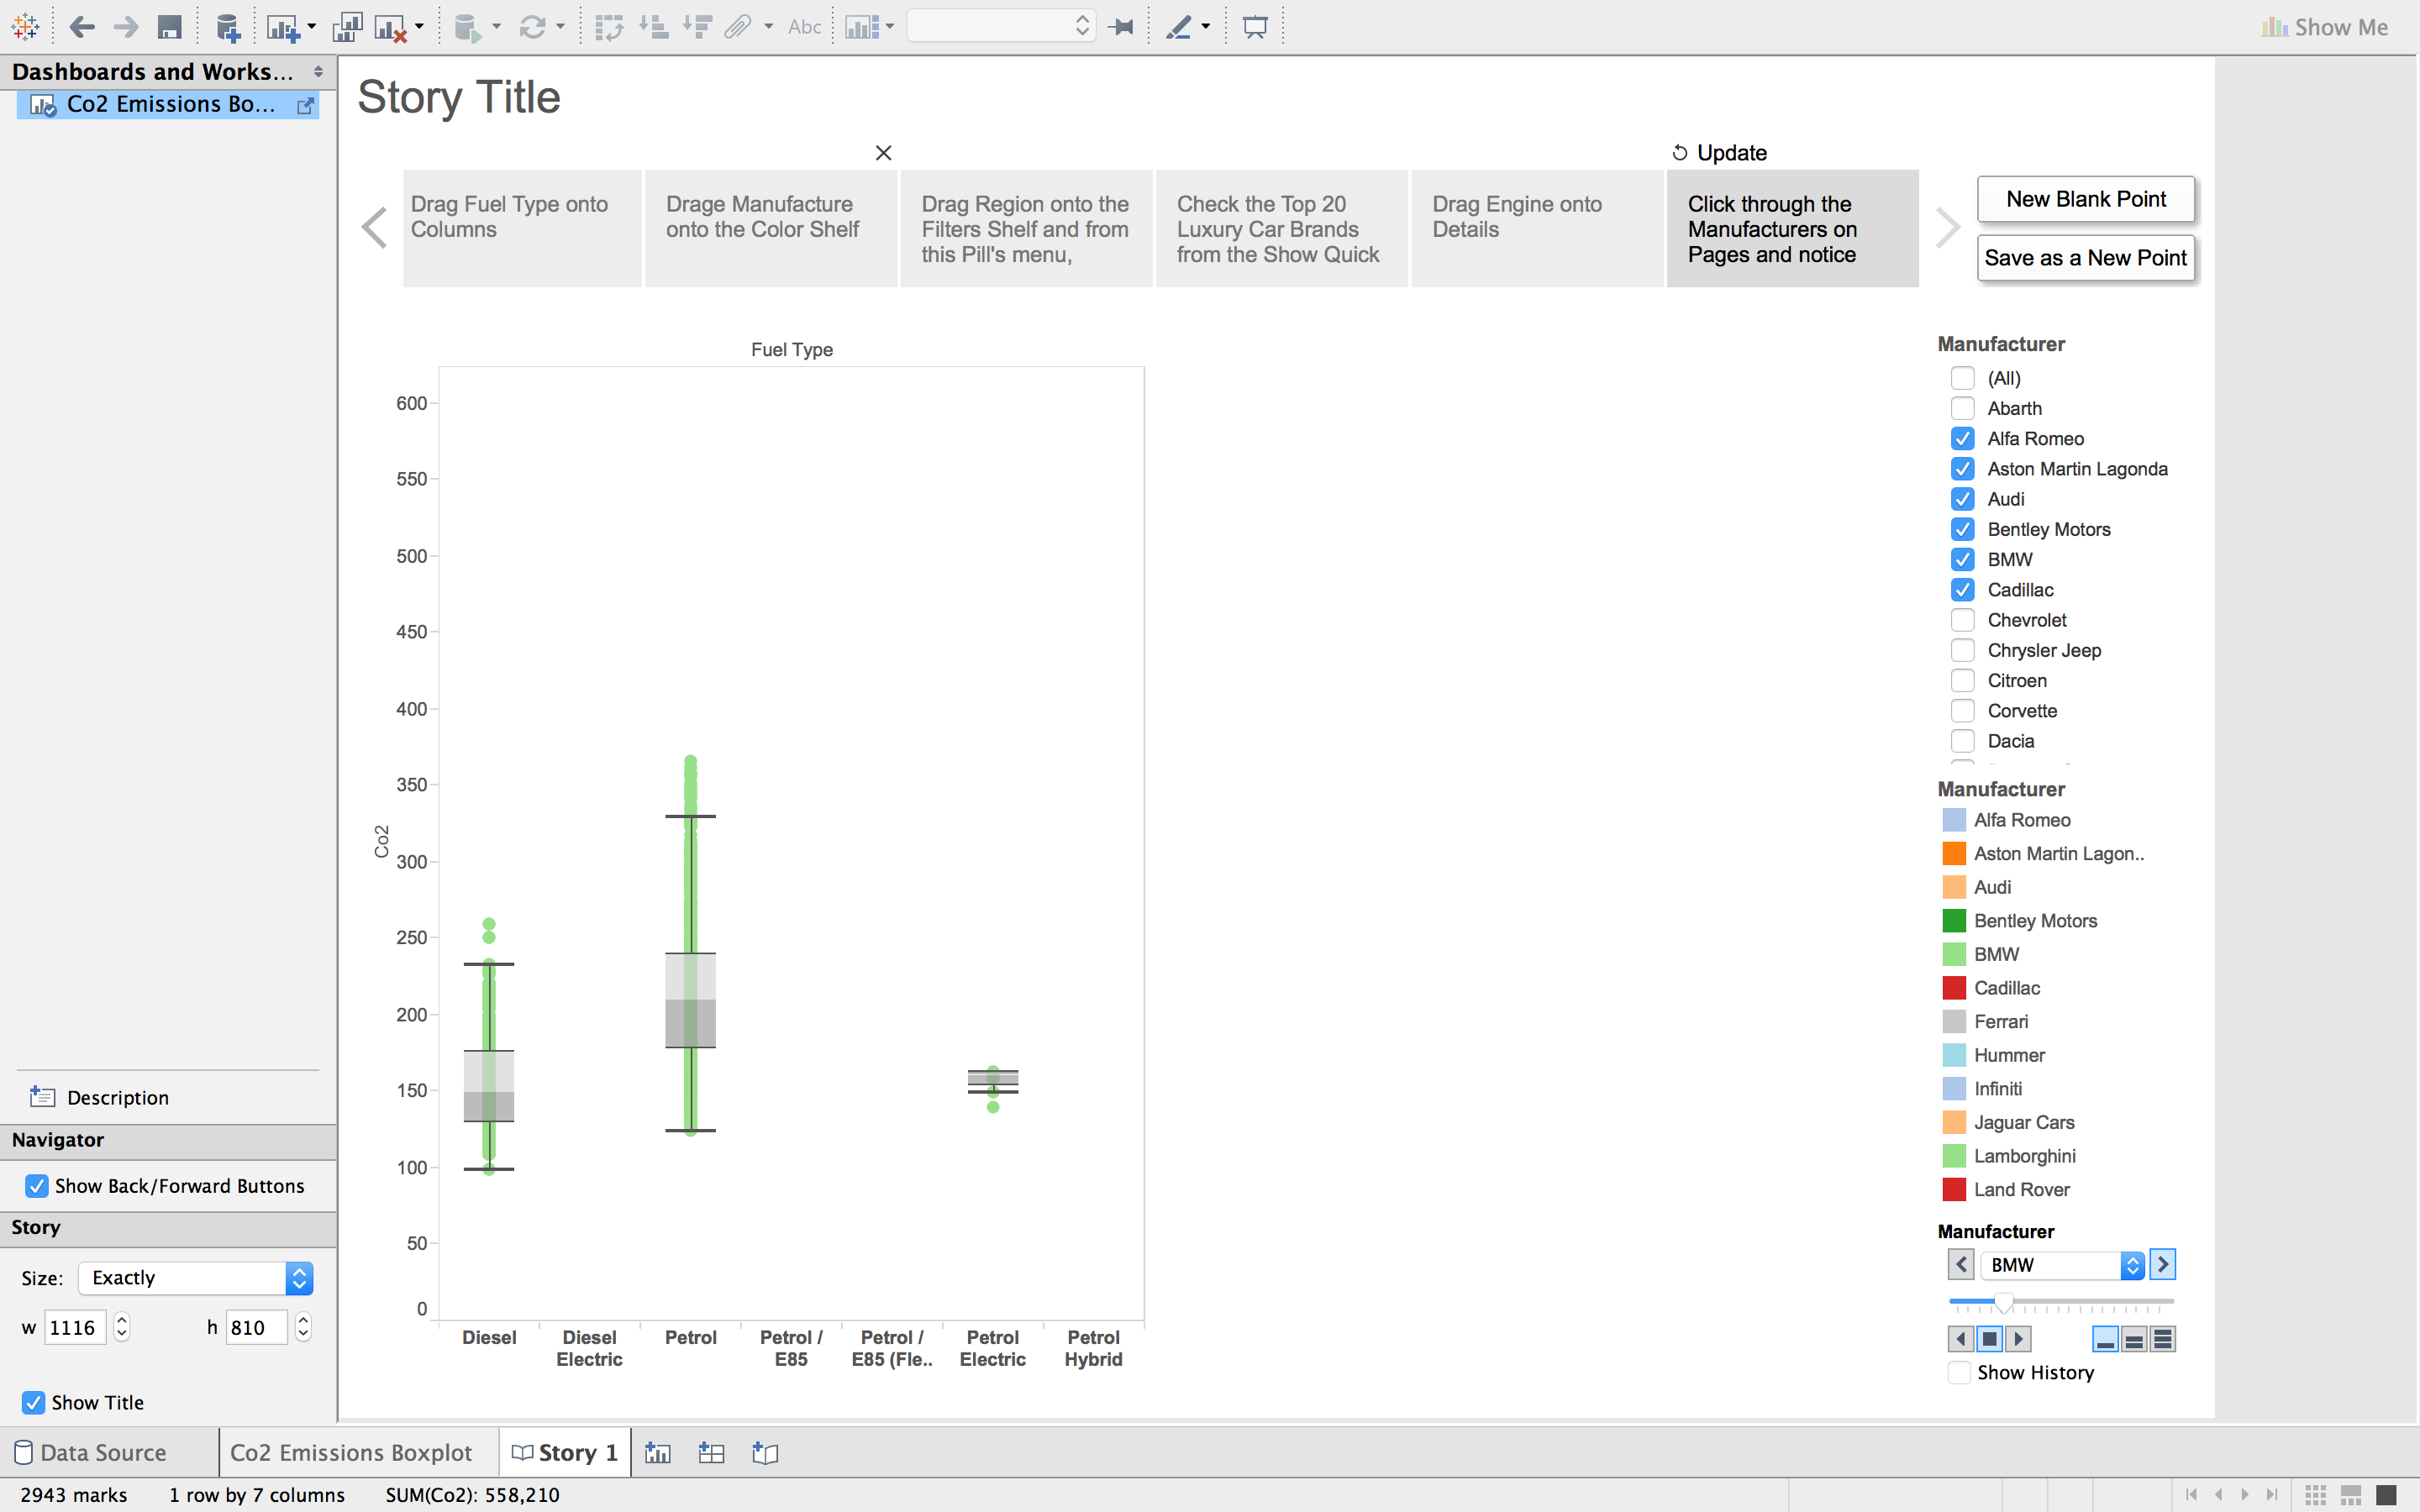 Abc
Show Me
Dashboards and Works...
Co2 Emissions Bo...
Story Title
Update
Drag Fuel Type onto
Columns
Drage Manufacture
onto the Color Shelf
Drag Region onto the
Filters Shelf and from
this Pill's menu,
Check the Top 20
Luxury Car Brands
from the Show Quick
Drag Engine onto
Details
Click through the
Manufacturers on
Pages and notice
New Blank Point
Save as a New Point
Fuel Type
600
550
500
450
400
350
300
250
200
150
100
50
0
Co2
Diesel
Diesel
Electric
Petrol
Petrol /
E85
Petrol /
E85 (Fle..
Petrol
Electric
Petrol
Hybrid
Manufacturer
(All)
Abarth
Alfa Romeo
Aston Martin Lagonda
Audi
Bentley Motors
BMW
Cadillac
Chevrolet
Chrysler Jeep
Citroen
Corvette
Dacia
Manufacturer
Alfa Romeo
Aston Martin Lagon..
Audi
Bentley Motors
BMW
Cadillac
Ferrari
Hummer
Infiniti
Jaguar Cars
Lamborghini
Land Rover
Manufacturer
BMW
Show History
Description
Navigator
Show Back/Forward Buttons
Story
Size: Exactly
w 1116 h 810
Show Title
Data Source
Co2 Emissions Boxplot
Story 1
2943 marks
1 row by 7 columns
SUM(Co2): 558,210